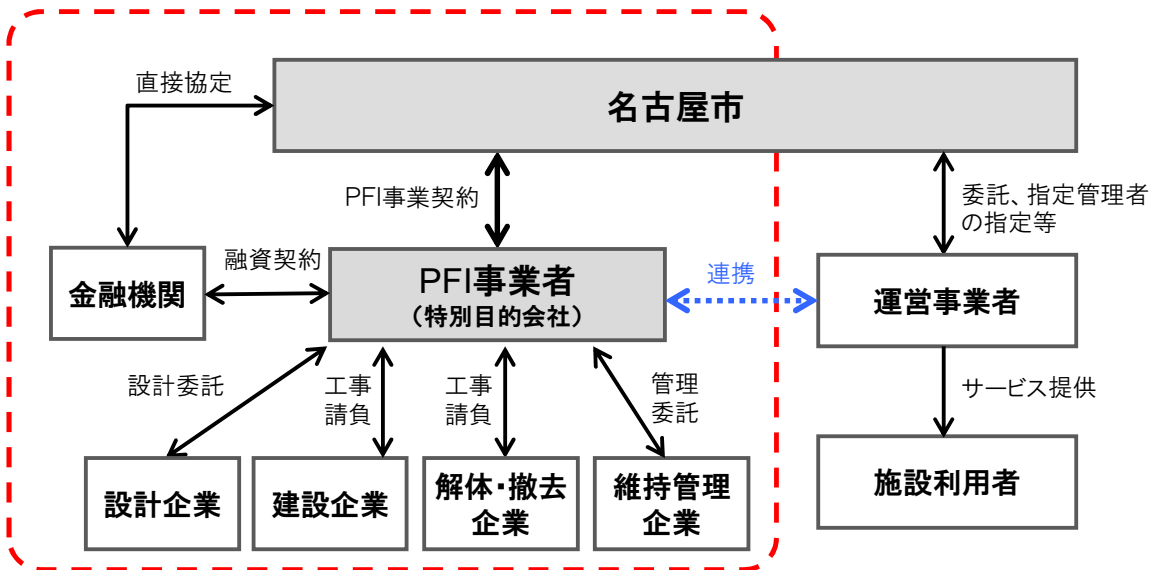 直接協定
名古屋市
PFI事業契約
委託、指定管理者
の指定等
金融機関
融資契約
PFI事業者
（特別目的会社）
連携
運営事業者
設計委託
工事
請負
工事
請負
管理
委託
サービス提供
設計企業
建設企業
解体・撤去
企業
維持管理
企業
施設利用者